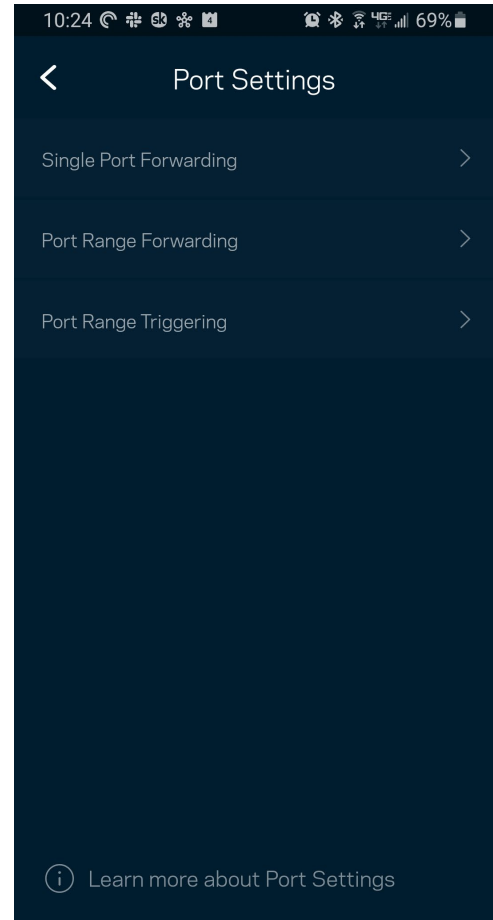 10:24 69%
Port Settings
Single Port Forwarding
Port Range Forwarding
Port Range Triggering
Learn more about Port Settings